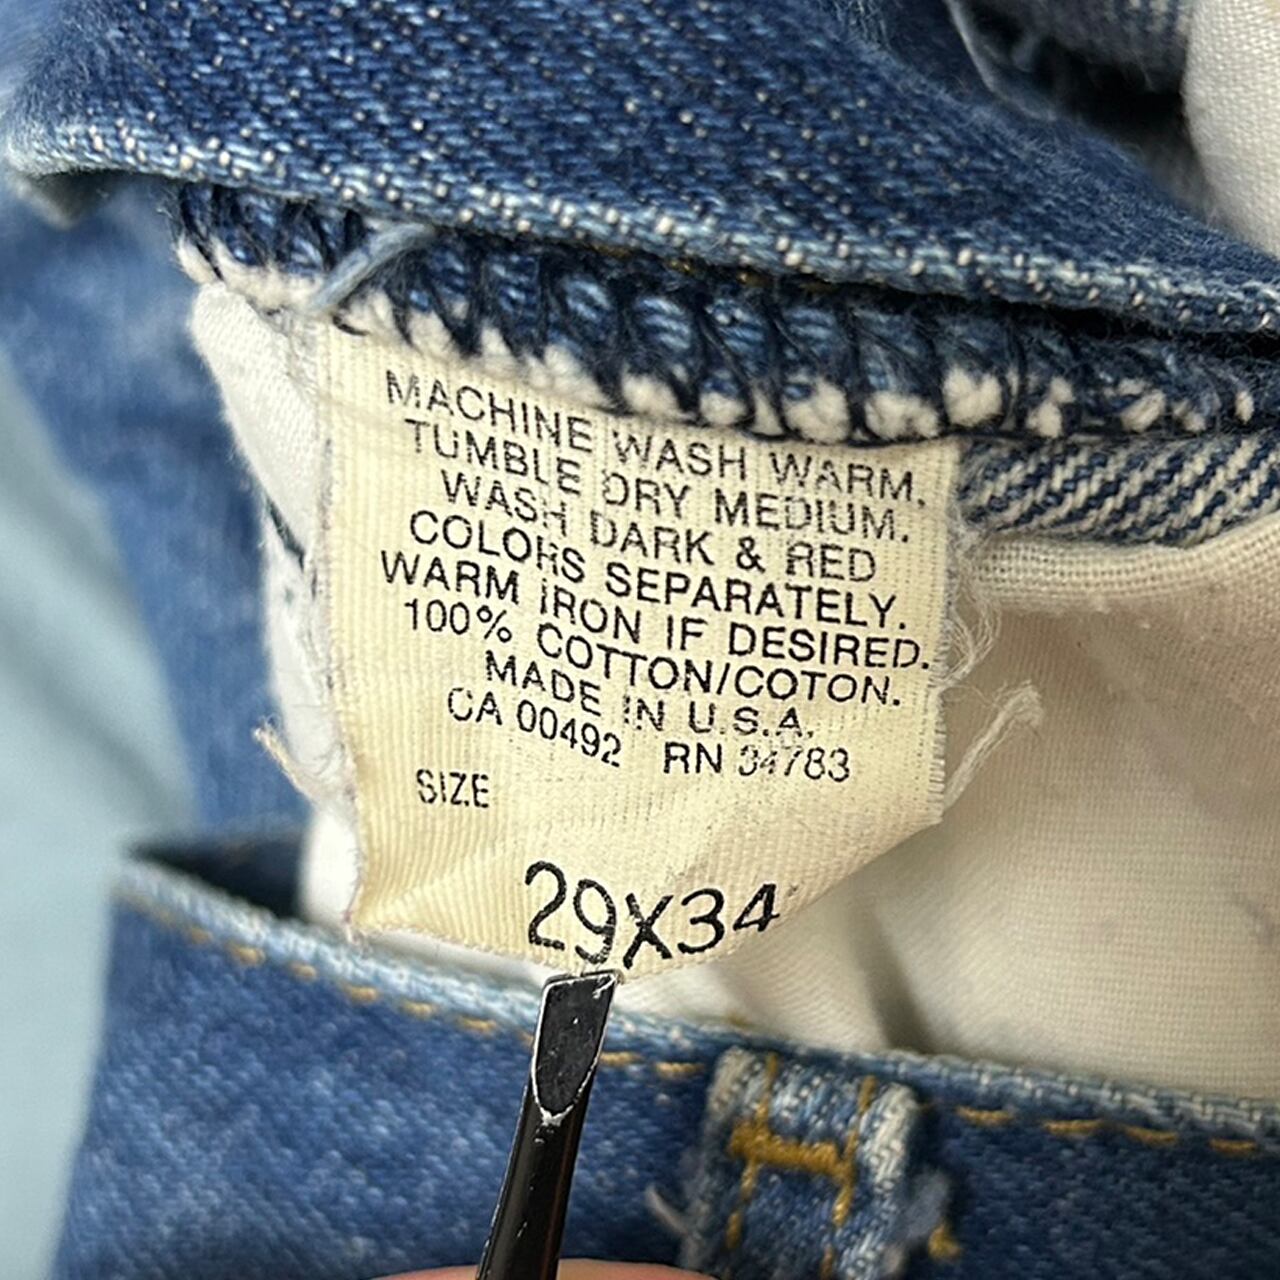 MACHINE WASH WARM.
TUMBLE DRY MEDIUM.
WASH DARK & RED
COLORS SEPARATELY.
WARM IRON IF DESIRED.
100% COTTON/COTON.
MADE IN U.S.A.
CA 00492 RN 34783
SIZE
29X34